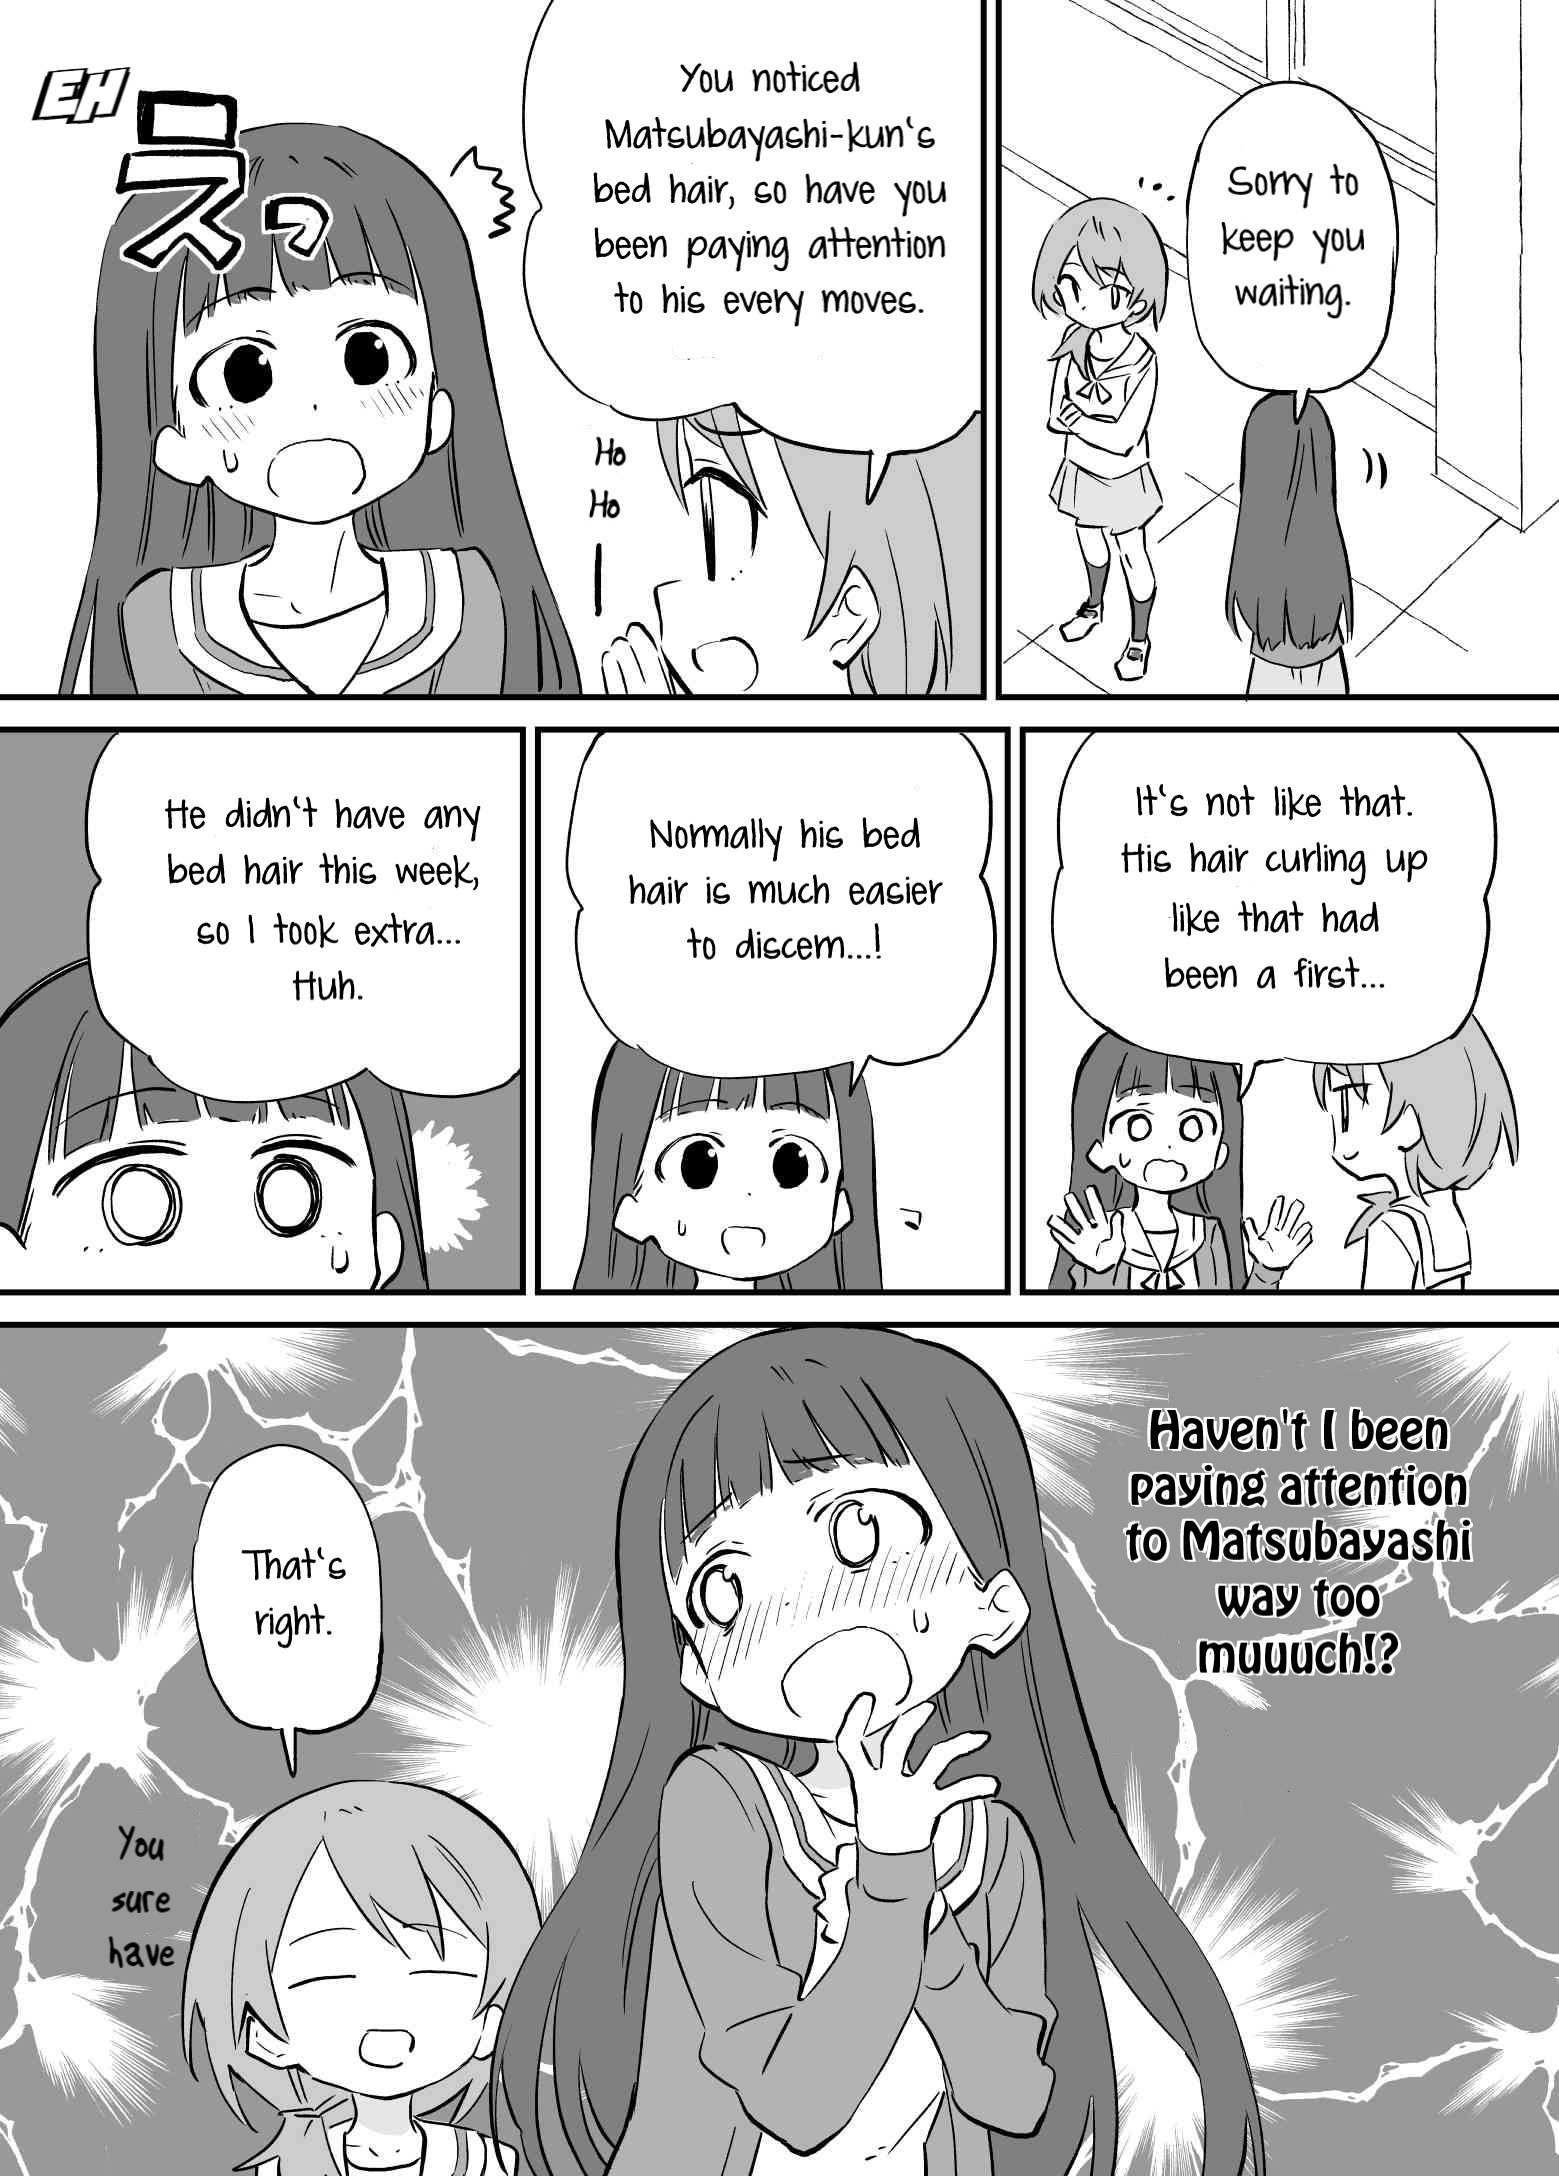 Sorry to
keep you
waiting.
You noticed
Matsubayashi-kun's
bed hair, so have you
been paying attention
to his every moves.
Ho
Ho
EH
えっ
It's not like that.
His hair curling up
like that had
been a first...
Normally his bed
hair is much easier
to discern...!
He didn't have any
bed hair this week,
so I took extra...
Huh.
Haven't I been
paying attention
to Matsubayashi
way too
muuuch!?
That's
right.
You
sure
have